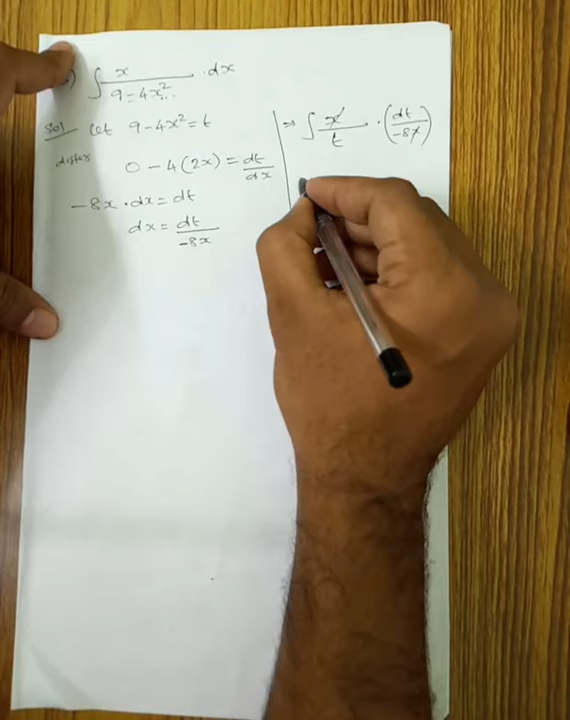 ) ∫ x/(9-4x²) · dx
Sol Let 9-4x² = t
0 - 4(2x) = dt/dx
-8x · dx = dt
dx = dt/-8x
⇒ ∫ x/t · (dt/-8x)